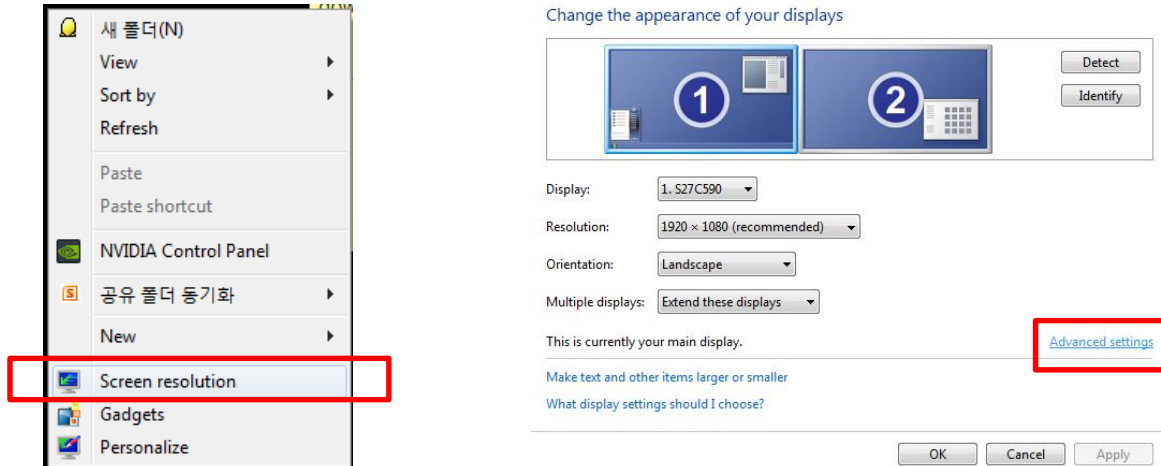 새 폴더(N)
View
Sort by
Refresh
Paste
Paste shortcut
NVIDIA Control Panel
공유 폴더 동기화
New
Screen resolution
Gadgets
Personalize
Change the appearance of your displays
1
2
Detect
Identify
Display: 1. S27C590
Resolution: 1920 × 1080 (recommended)
Orientation: Landscape
Multiple displays: Extend these displays
This is currently your main display. Advanced settings
Make text and other items larger or smaller
What display settings should I choose?
OK Cancel Apply